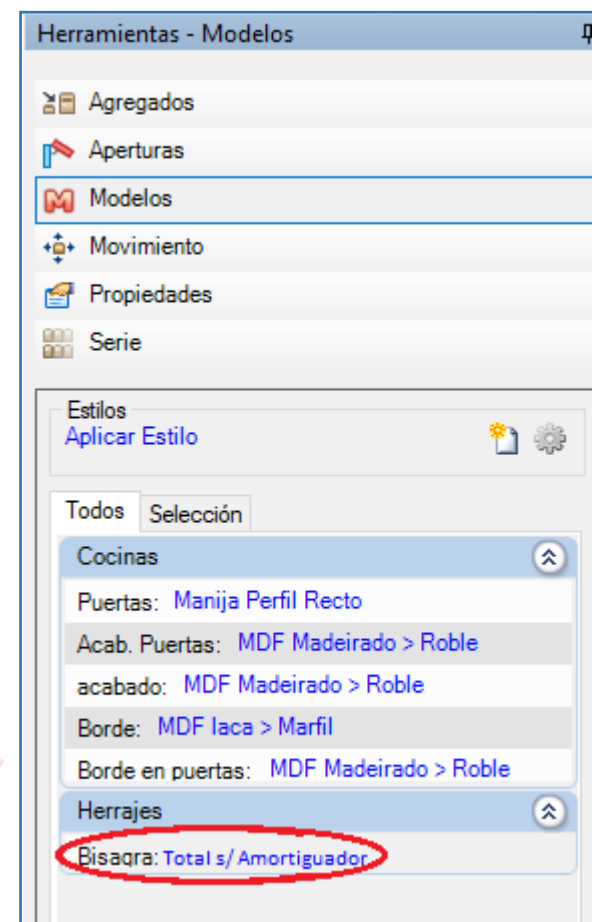 Herramientas - Modelos
Agregados
Aperturas
Modelos
Movimiento
Propiedades
Serie
Estilos
Aplicar Estilo
Todos Selección
Cocinas
Puertas: Manija Perfil Recto
Acab. Puertas: MDF Madeirado > Roble
acabado: MDF Madeirado > Roble
Borde: MDF laca > Marfil
Borde en puertas: MDF Madeirado > Roble
Herrajes
Bisagra: Total s/ Amortiguador